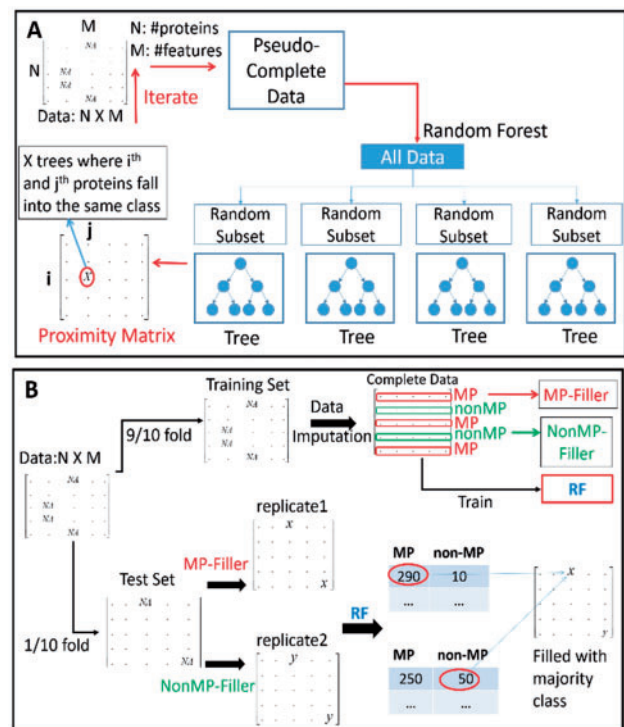 A
M
N: #proteins
M: #features
NA
N
NA
NA
NA
Data: N X M
Iterate
Pseudo-
Complete
Data
Random Forest
All Data
X trees where iᵗʰ
and jᵗʰ proteins fall
into the same class
Random
Subset
Random
Subset
Random
Subset
Random
Subset
j
i
x
Proximity Matrix
Tree
Tree
Tree
Tree
B
Training Set
NA
NA
NA
NA
9/10 fold
Data
Imputation
Complete Data
MP
nonMP
MP
nonMP
MP
MP-Filler
NonMP-
Filler
Train
RF
Data:N X M
NA
NA
NA
NA
1/10 fold
Test Set
NA
NA
MP-Filler
NonMP-Filler
replicate1
x
x
replicate2
y
y
RF
MP non-MP
290 10
... ...
MP non-MP
250 50
... ...
x
y
Filled with
majority
class